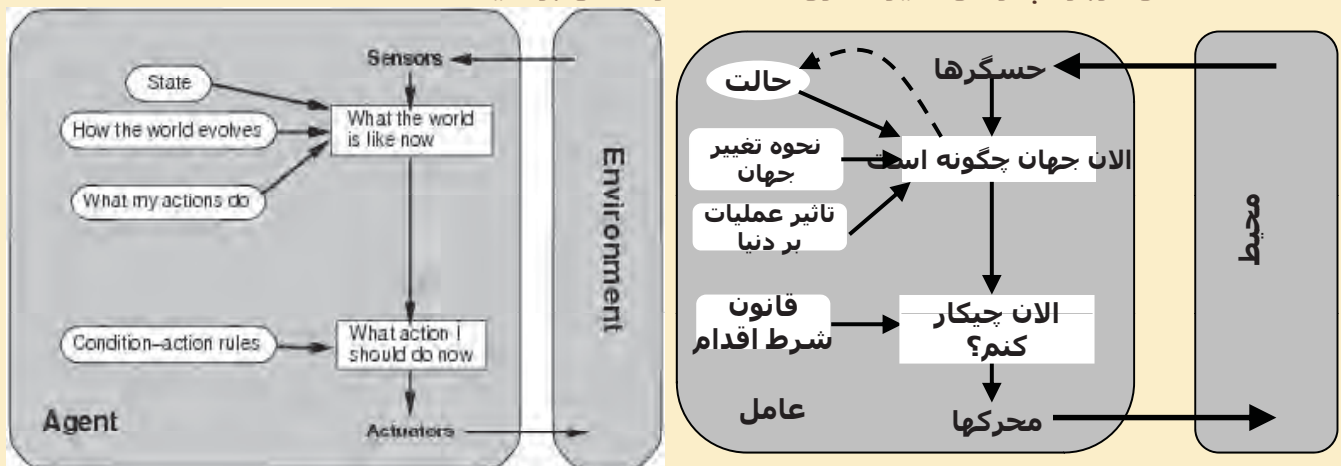 Sensors
State
What the world
is like now
How the world evolves
What my actions do
Environment
Condition–action rules
What action I
should do now
Agent
Actuators
حسگرها
حالت
الان جهان چگونه است
نحوه تغییر
جهان
تاثیر عملیات
بر دنیا
محیط
قانون
شرط اقدام
الان چیکار
کنم؟
عامل
محرکها